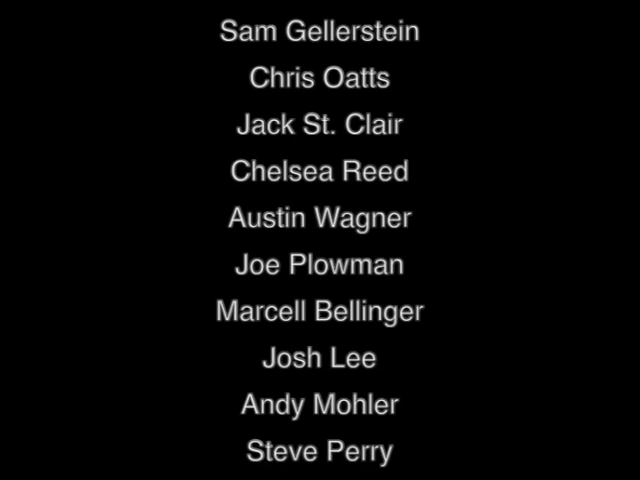 Sam Gellerstein
Chris Oatts
Jack St. Clair
Chelsea Reed
Austin Wagner
Joe Plowman
Marcell Bellinger
Josh Lee
Andy Mohler
Steve Perry